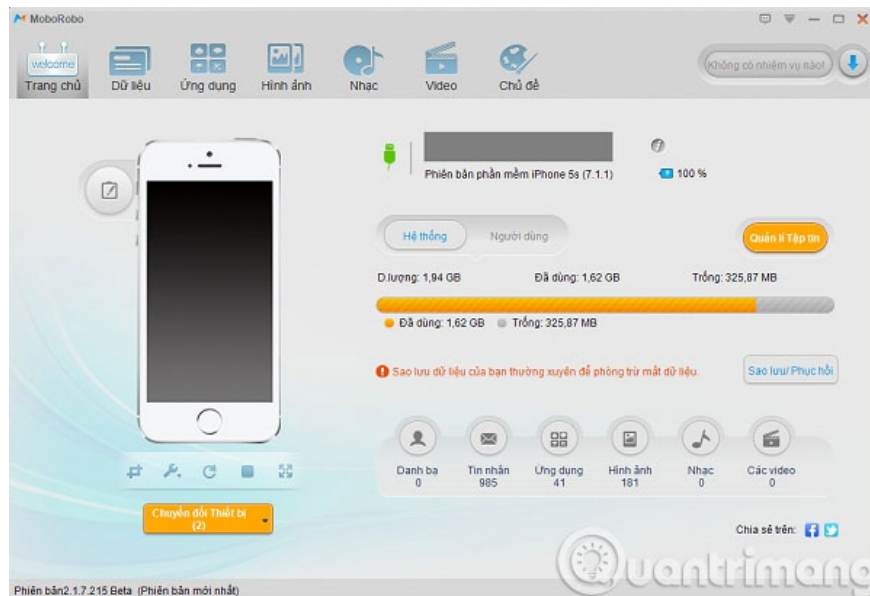 MoboRobo
welcome
Trang chủ
Dữ liệu
Ứng dụng
Hình ảnh
Nhạc
Video
Chủ đề
Không có nhiệm vụ nào!
Phiên bản phần mềm iPhone 5s (7.1.1)
100 %
Hệ thống
Người dùng
Quản lí Tập tin
D.lượng: 1,94 GB
Đã dùng: 1,62 GB
Trống: 325,87 MB
Đã dùng: 1,62 GB
Trống: 325,87 MB
Sao lưu dữ liệu của bạn thường xuyên để phòng trừ mất dữ liệu.
Sao lưu/ Phục hồi
Danh bạ
0
Tin nhắn
985
Ứng dụng
41
Hình ảnh
181
Nhạc
0
Các video
0
Chuyển đổi Thiết bị
(2)
Chia sẻ trên:
Quantrimang
Phiên bản2.1.7.215 Beta (Phiên bản mới nhất)